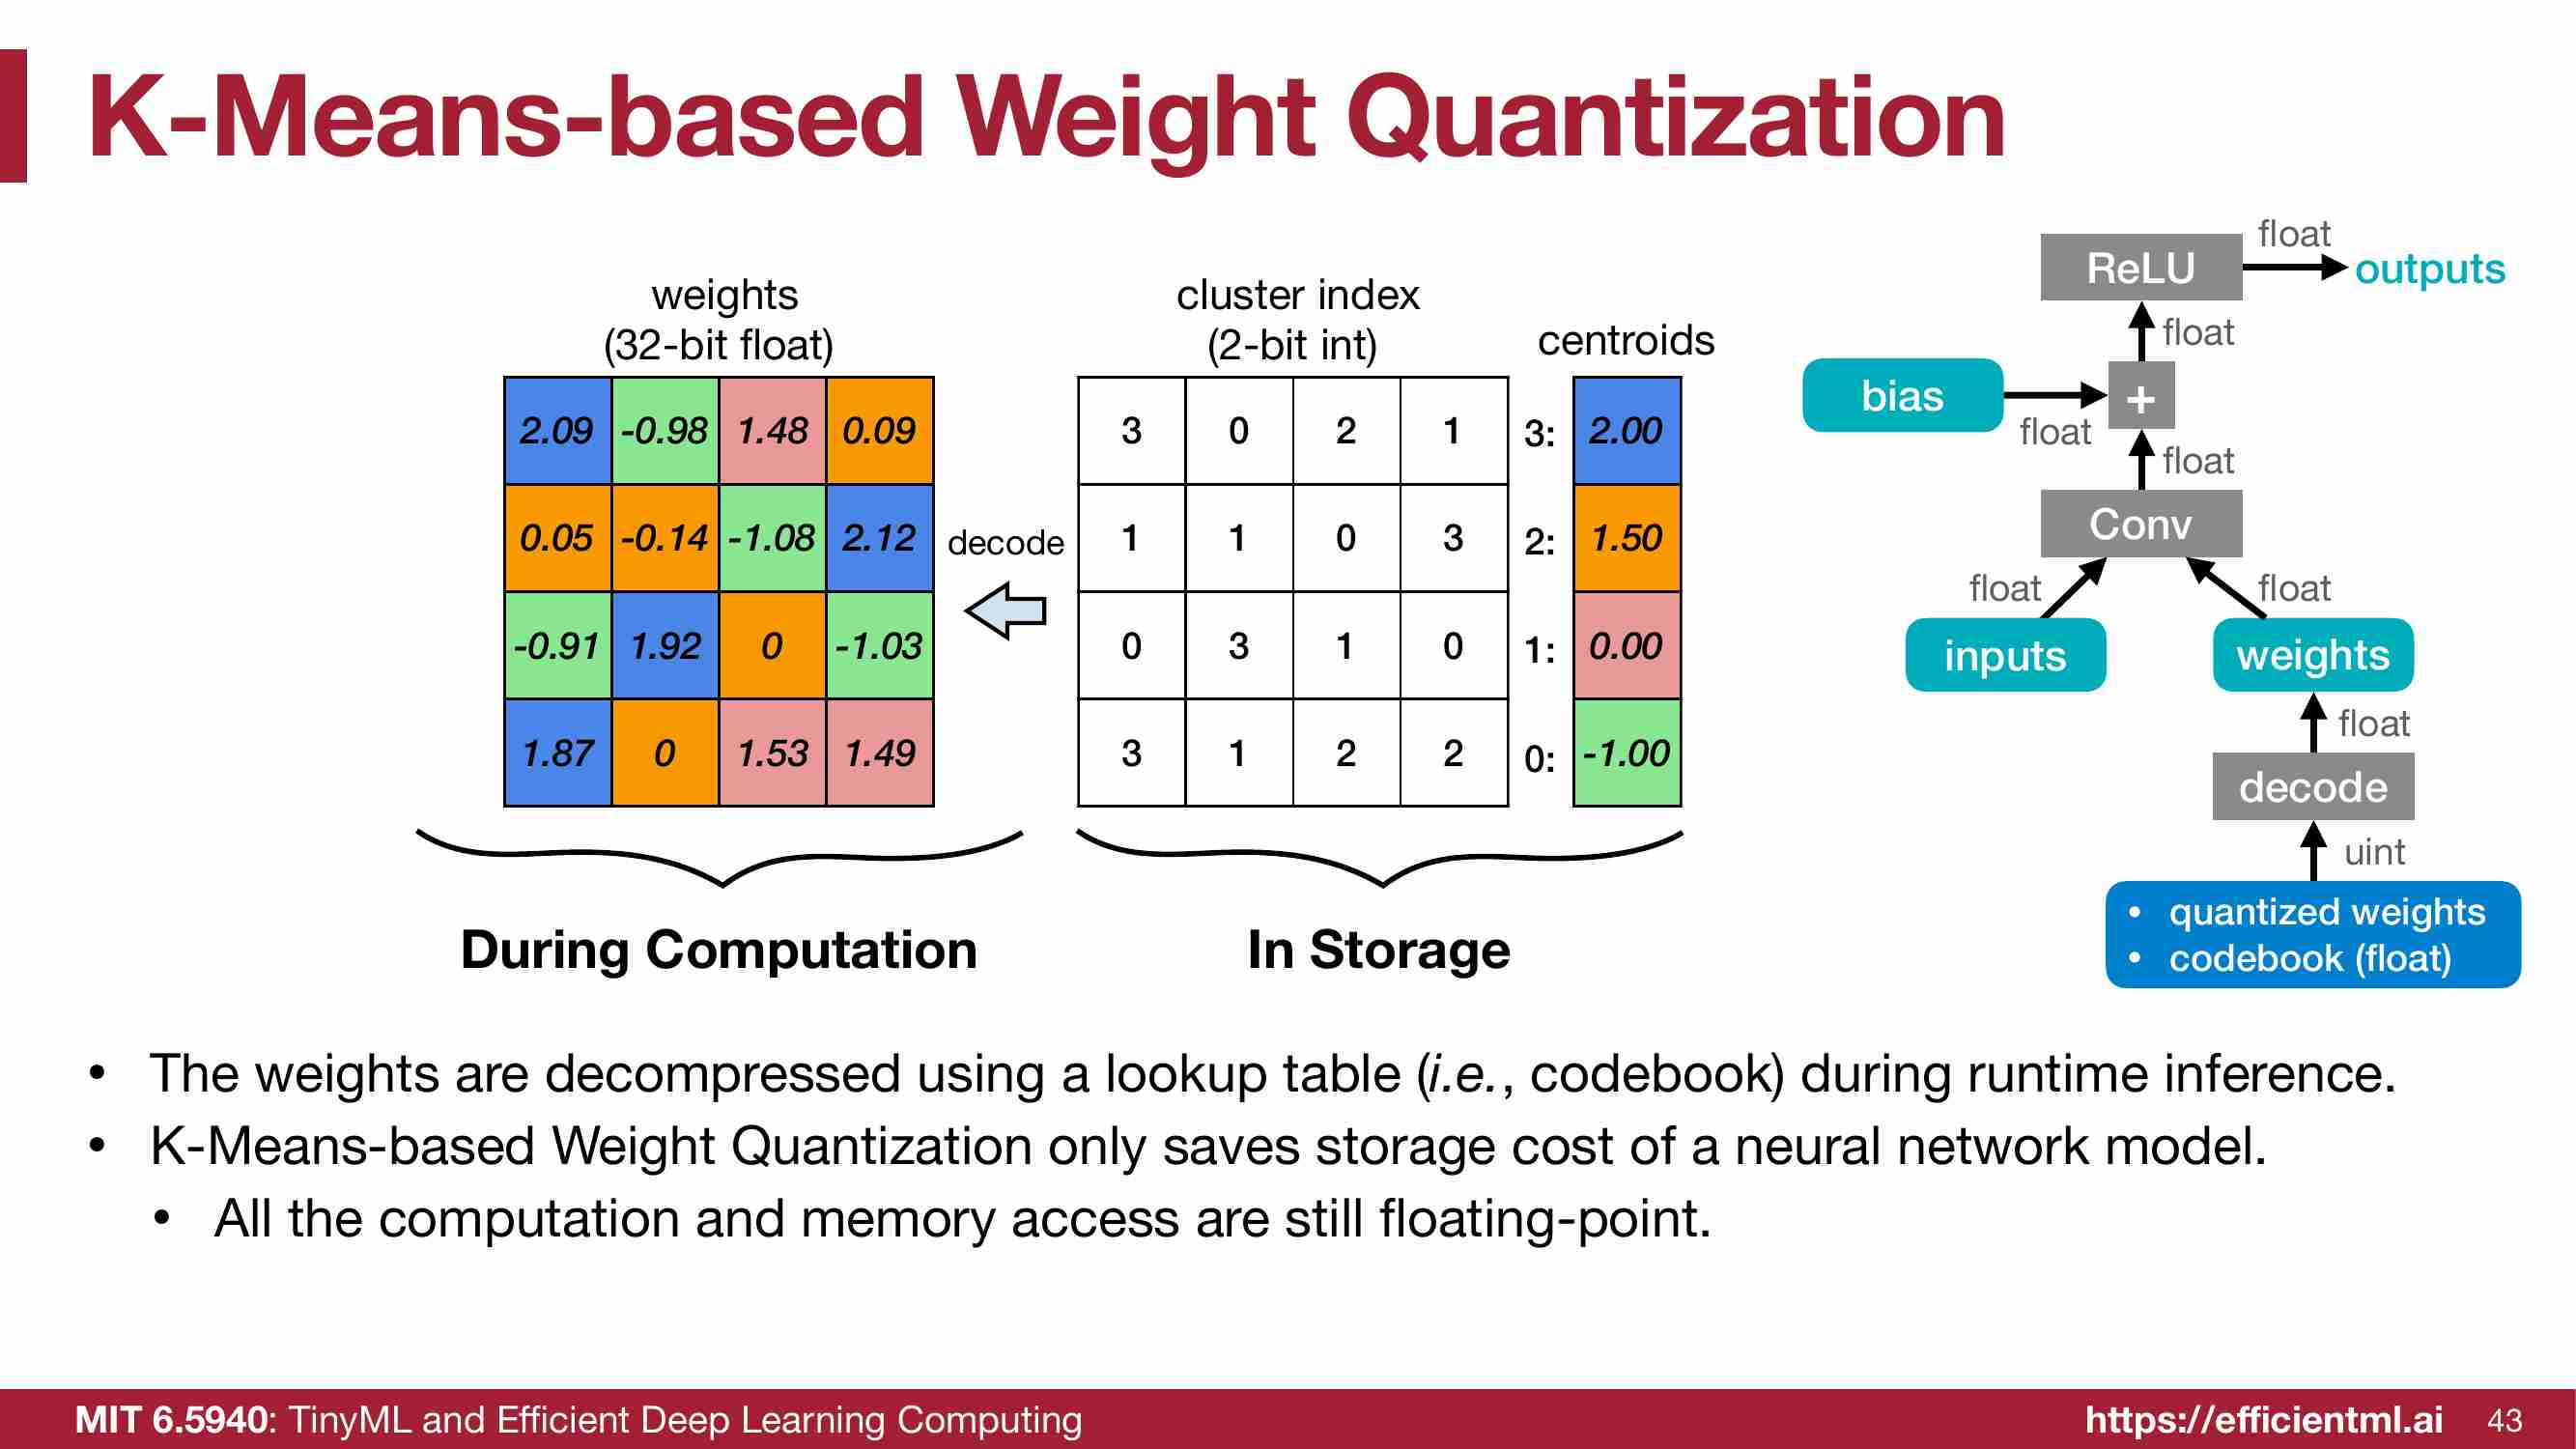 K-Means-based Weight Quantization
weights
(32-bit float)
2.09 -0.98 1.48 0.09
0.05 -0.14 -1.08 2.12
-0.91 1.92 0 -1.03
1.87 0 1.53 1.49
During Computation
decode
cluster index
(2-bit int)
3 0 2 1
1 1 0 3
0 3 1 0
3 1 2 2
centroids
3: 2.00
2: 1.50
1: 0.00
0: -1.00
In Storage
float
ReLU
outputs
float
bias
+
float
float
Conv
float
float
inputs
weights
float
decode
uint
• quantized weights
• codebook (float)
• The weights are decompressed using a lookup table (i.e., codebook) during runtime inference.
• K-Means-based Weight Quantization only saves storage cost of a neural network model.
• All the computation and memory access are still floating-point.
MIT 6.5940: TinyML and Efficient Deep Learning Computing
https://efficientml.ai
43